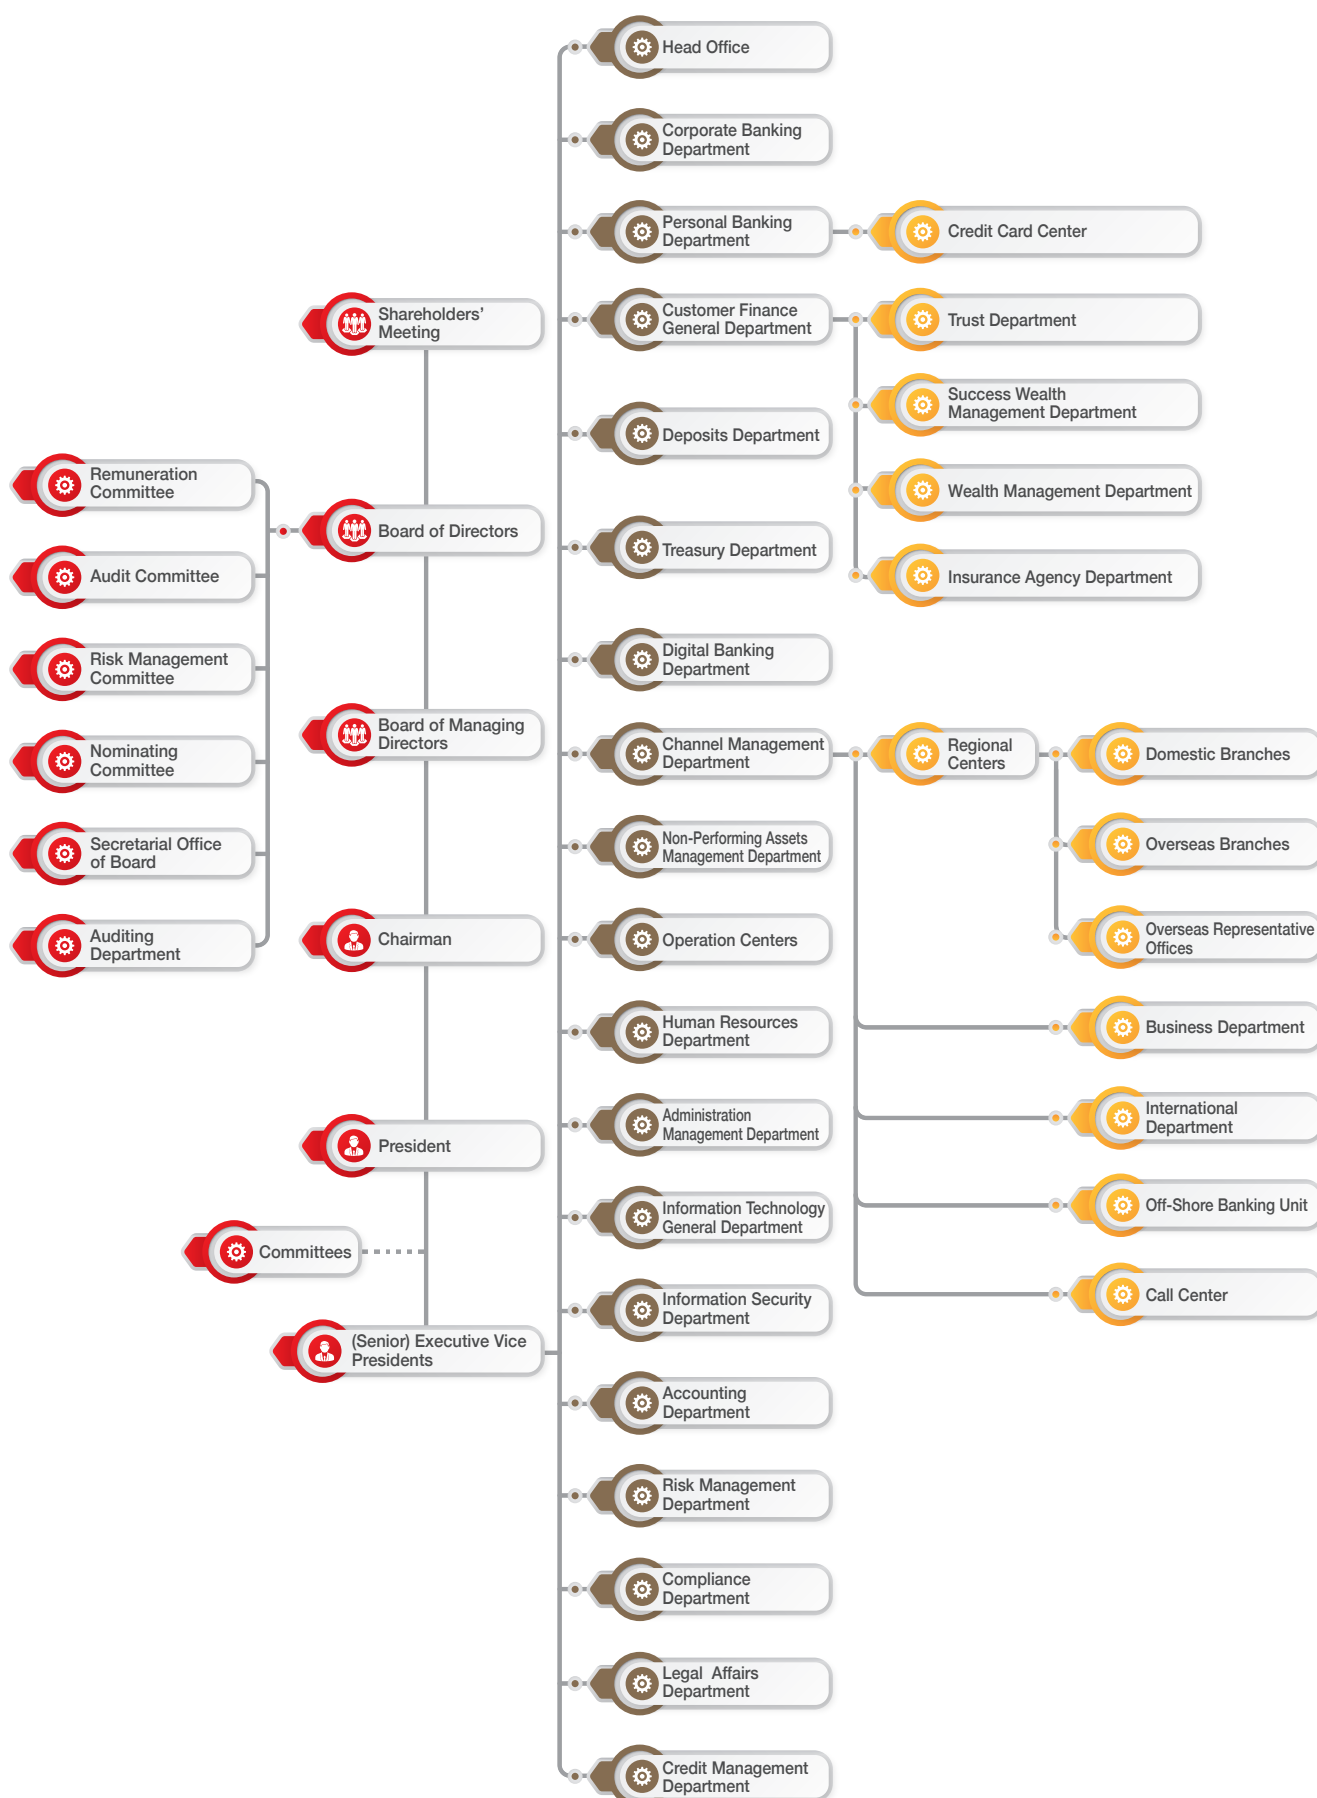 Shareholders'
Meeting
Board of Directors
Board of Managing
Directors
Chairman
President
Committees
(Senior) Executive Vice
Presidents
Remuneration
Committee
Audit Committee
Risk Management
Committee
Nominating
Committee
Secretarial Office
of Board
Auditing
Department
Head Office
Corporate Banking
Department
Personal Banking
Department
Credit Card Center
Customer Finance
General Department
Trust Department
Success Wealth
Management Department
Wealth Management Department
Insurance Agency Department
Deposits Department
Treasury Department
Digital Banking
Department
Channel Management
Department
Regional
Centers
Domestic Branches
Overseas Branches
Overseas Representative
Offices
Business Department
International
Department
Off-Shore Banking Unit
Call Center
Non-Performing Assets
Management Department
Operation Centers
Human Resources
Department
Administration
Management Department
Information Technology
General Department
Information Security
Department
Accounting
Department
Risk Management
Department
Compliance
Department
Legal Affairs
Department
Credit Management
Department